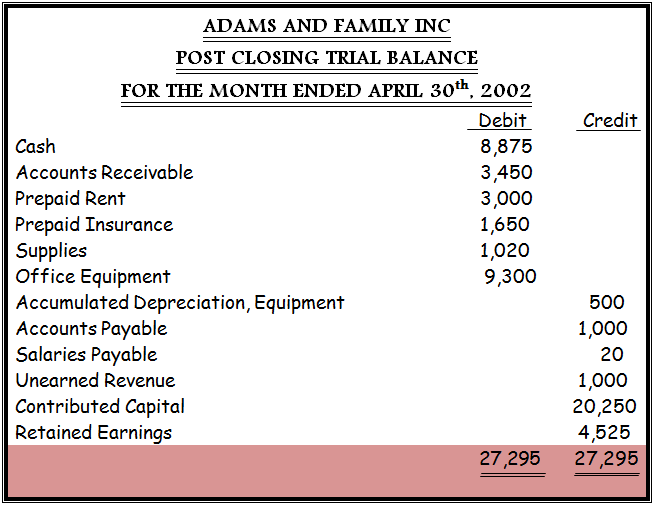 ADAMS AND FAMILY INC
POST CLOSING TRIAL BALANCE
FOR THE MONTH ENDED APRIL 30th, 2002
Debit Credit
Cash 8,875
Accounts Receivable 3,450
Prepaid Rent 3,000
Prepaid Insurance 1,650
Supplies 1,020
Office Equipment 9,300
Accumulated Depreciation, Equipment 500
Accounts Payable 1,000
Salaries Payable 20
Unearned Revenue 1,000
Contributed Capital 20,250
Retained Earnings 4,525
27,295 27,295